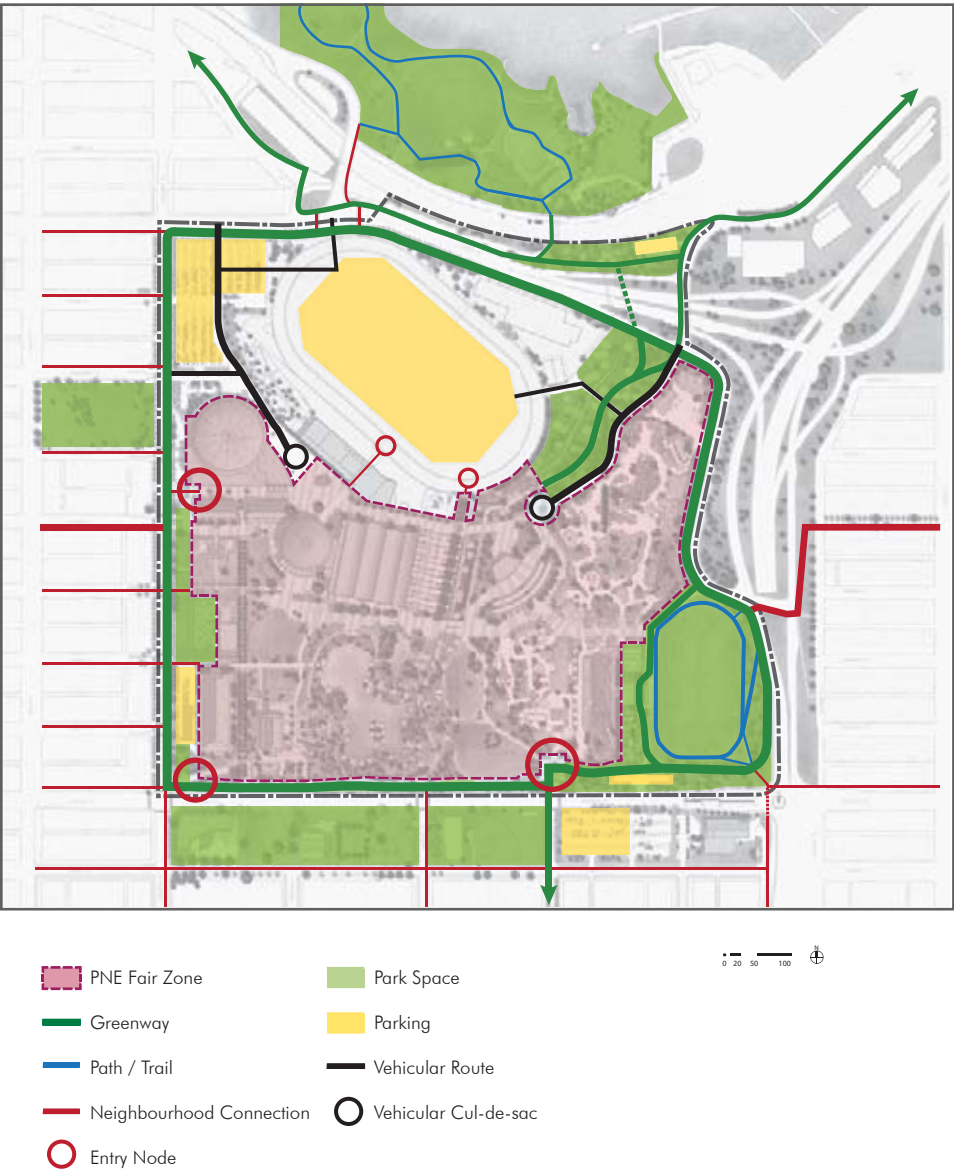 N
0 20 50 100
PNE Fair Zone
Park Space
Greenway
Parking
Path / Trail
Vehicular Route
Neighbourhood Connection
Vehicular Cul-de-sac
Entry Node